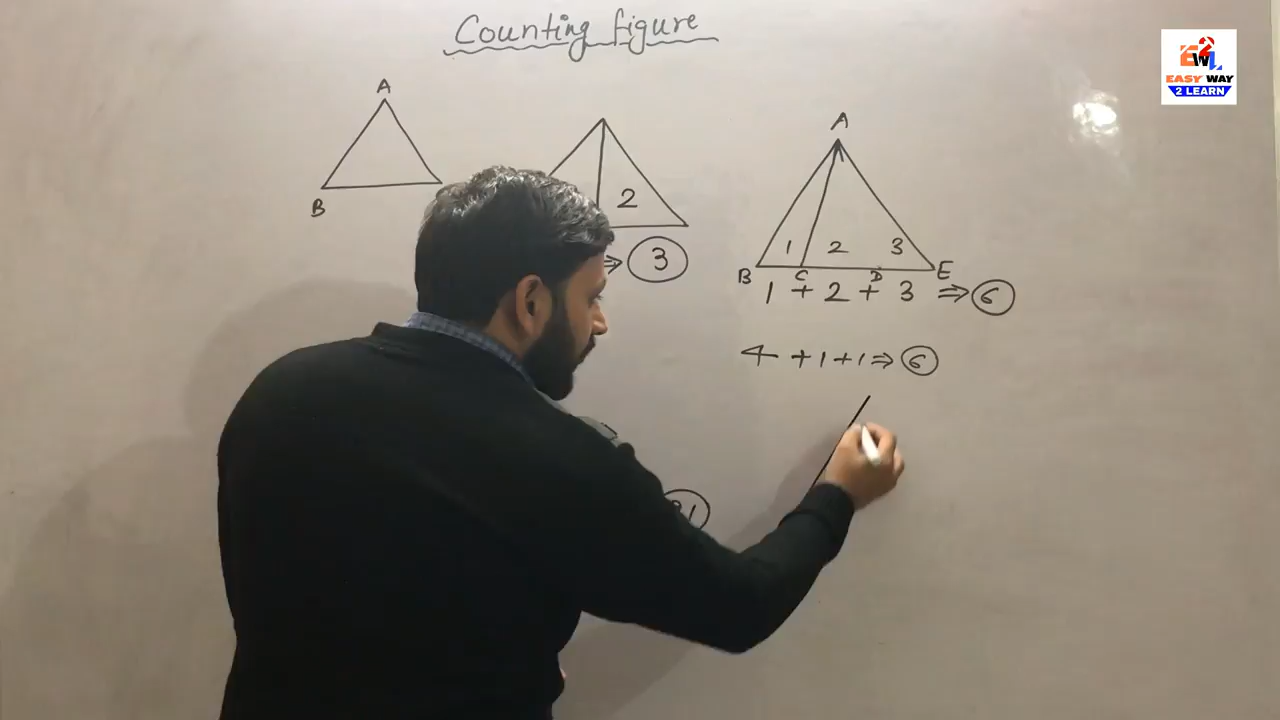 Counting figure
E2L
EASY WAY
2 LEARN
A
B
2
⇒ 3
A
1 2 3
B C D E
1 + 2 + 3 ⇒ 6
4 + 1 + 1 ⇒ 6